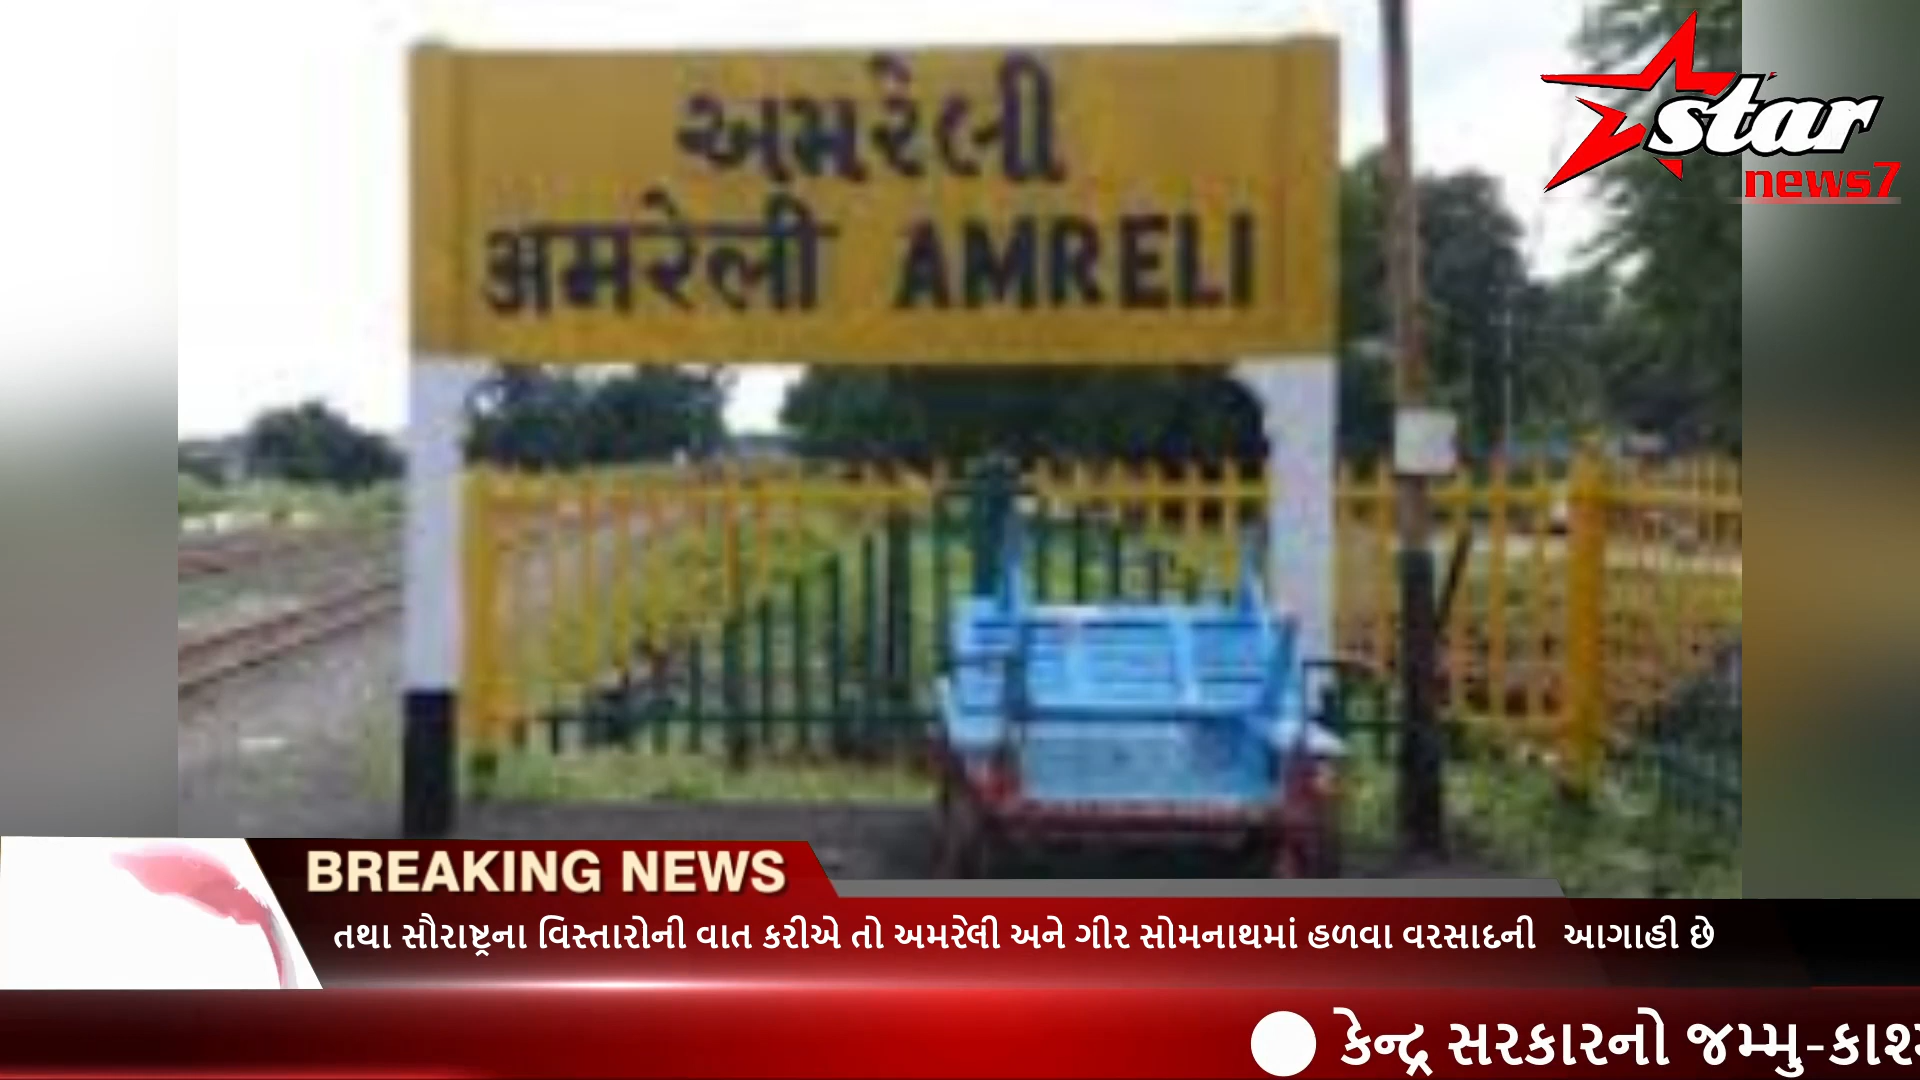 અમરેલી
अमरेली AMRELI
star
news7
BREAKING NEWS
તથા સૌરાષ્ટ્રના વિસ્તારોની વાત કરીએ તો અમરેલી અને ગીર સોમનાથમાં હળવા વરસાદની આગાહી છે
કેન્દ્ર સરકારનો જમ્મુ-કાશ્